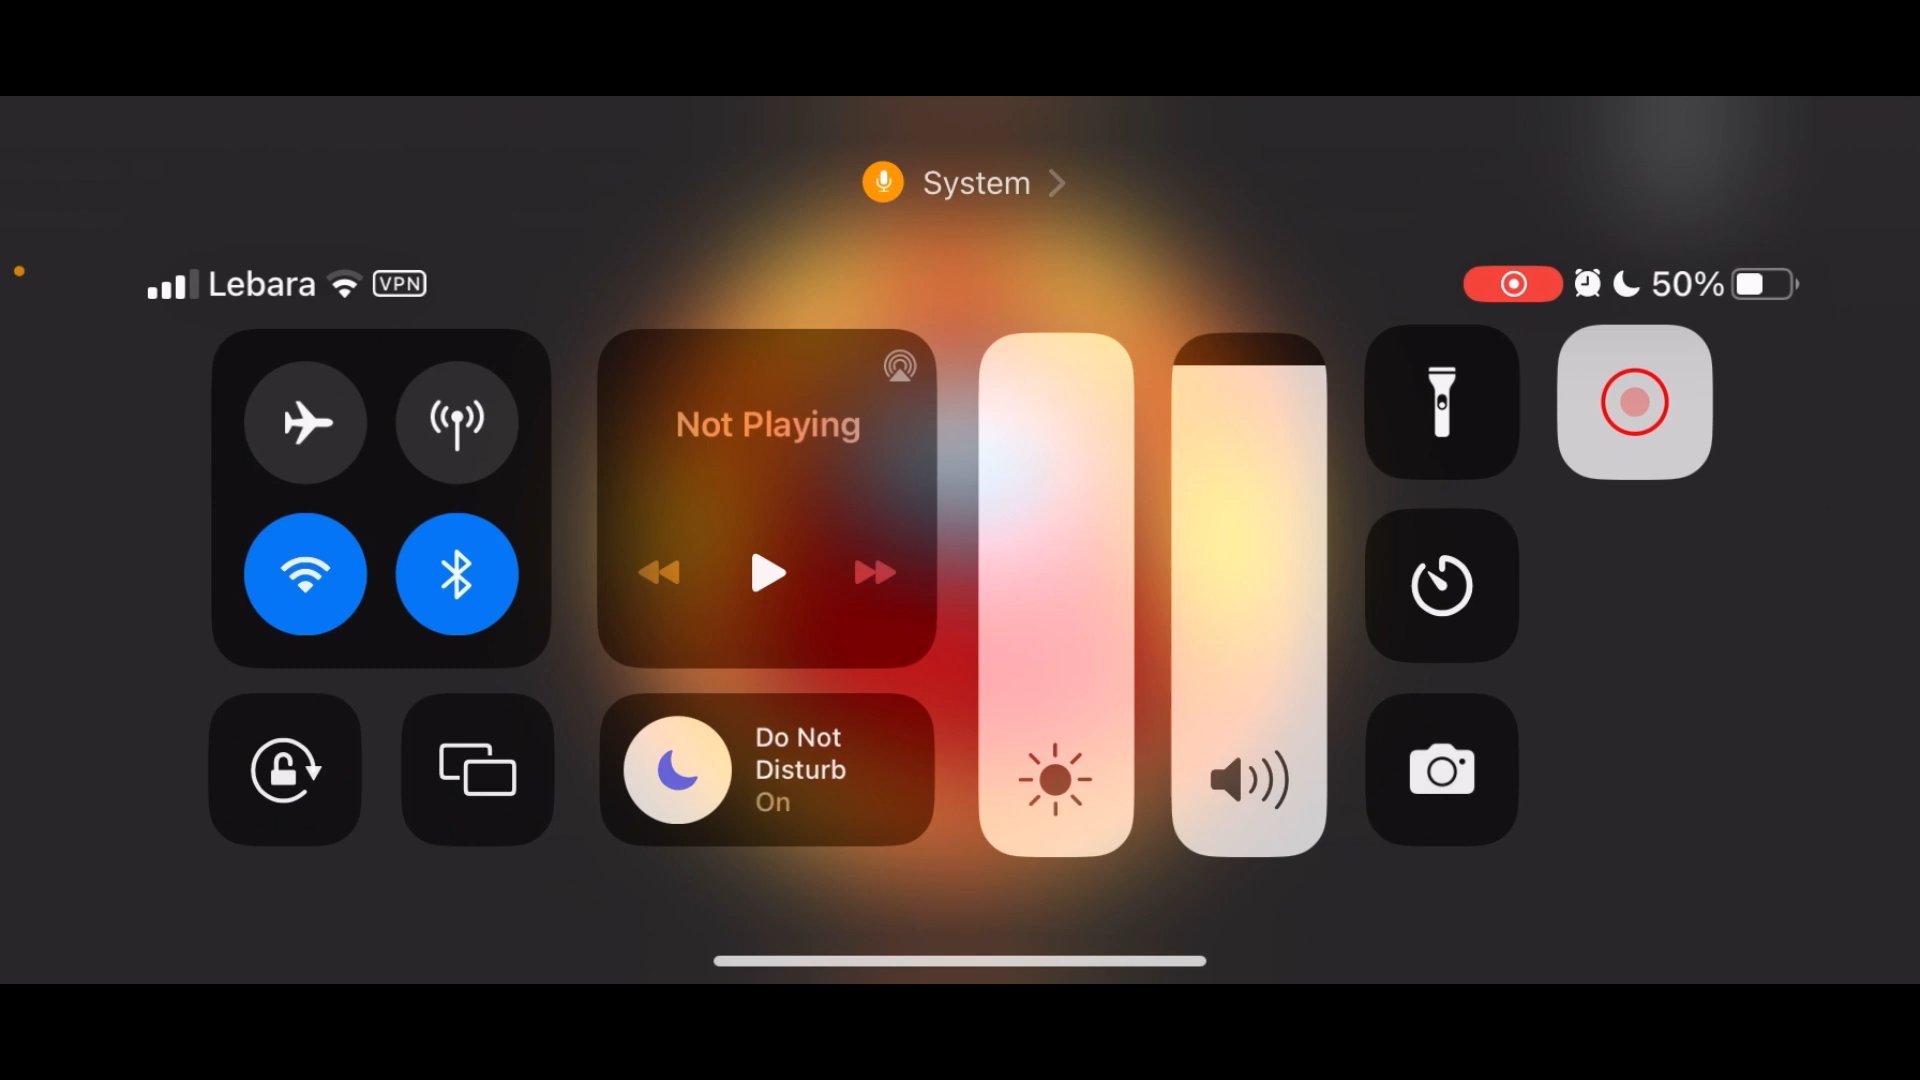 System
Lebara VPN
50%
Not Playing
Do Not
Disturb
On